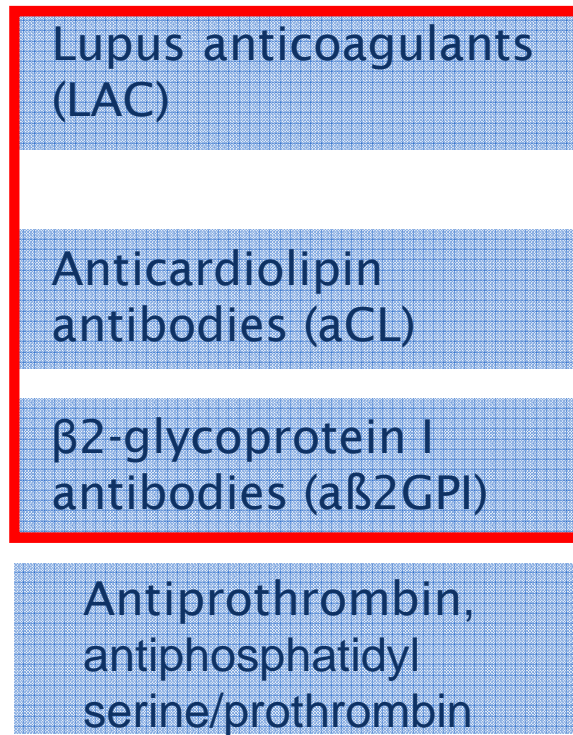 Lupus anticoagulants
(LAC)
Anticardiolipin
antibodies (aCL)
β2-glycoprotein I
antibodies (aß2GPI)
Antiprothrombin,
antiphosphatidyl
serine/prothrombin